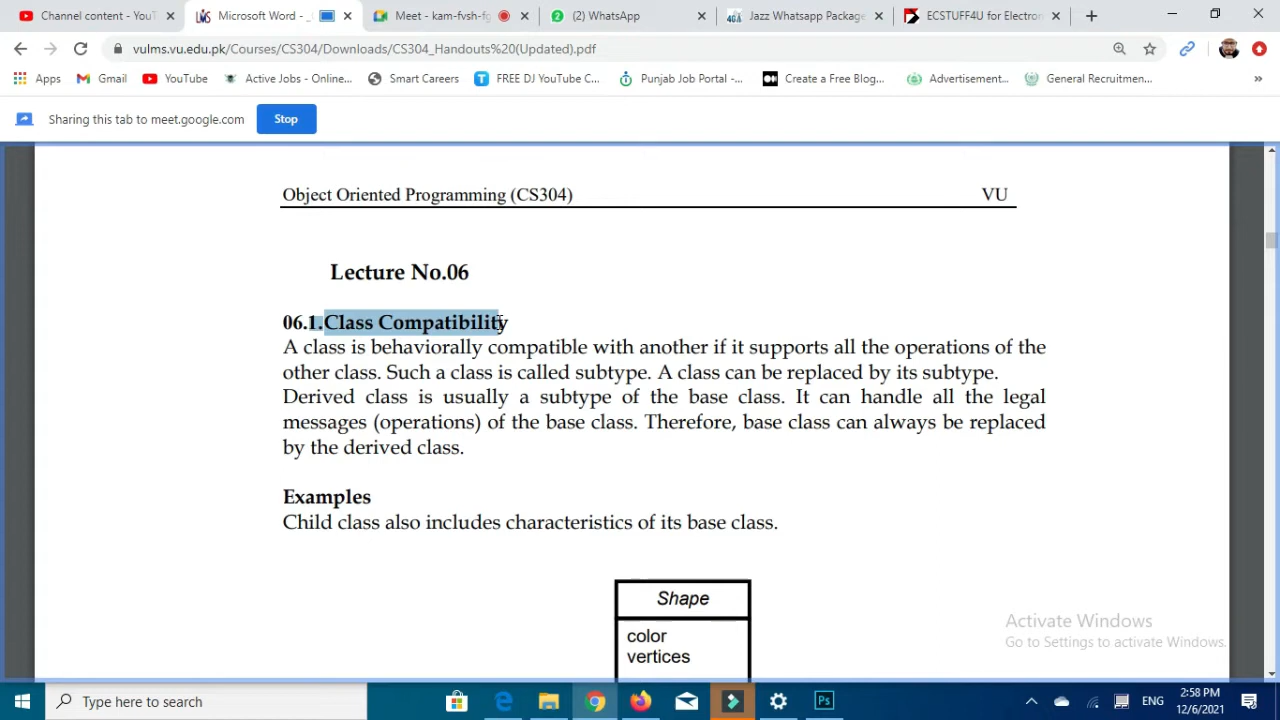 Channel content - YouT
Microsoft Word -
Meet - kam-fvsh-fg
(2) WhatsApp
Jazz Whatsapp Package
ECSTUFF4U for Electron
vulms.vu.edu.pk/Courses/CS304/Downloads/CS304_Handouts%20(Updated).pdf
Apps
Gmail
YouTube
Active Jobs - Online...
Smart Careers
FREE DJ YouTube C...
Punjab Job Portal -...
Create a Free Blog...
Advertisement...
General Recruitmen...
Sharing this tab to meet.google.com
Stop
Object Oriented Programming (CS304) VU
Lecture No.06
06.1.Class Compatibility
A class is behaviorally compatible with another if it supports all the operations of the
other class. Such a class is called subtype. A class can be replaced by its subtype.
Derived class is usually a subtype of the base class. It can handle all the legal
messages (operations) of the base class. Therefore, base class can always be replaced
by the derived class.
Examples
Child class also includes characteristics of its base class.
Shape
color
vertices
Activate Windows
Go to Settings to activate Windows.
Type here to search
Ps
ENG
2:58 PM
12/6/2021